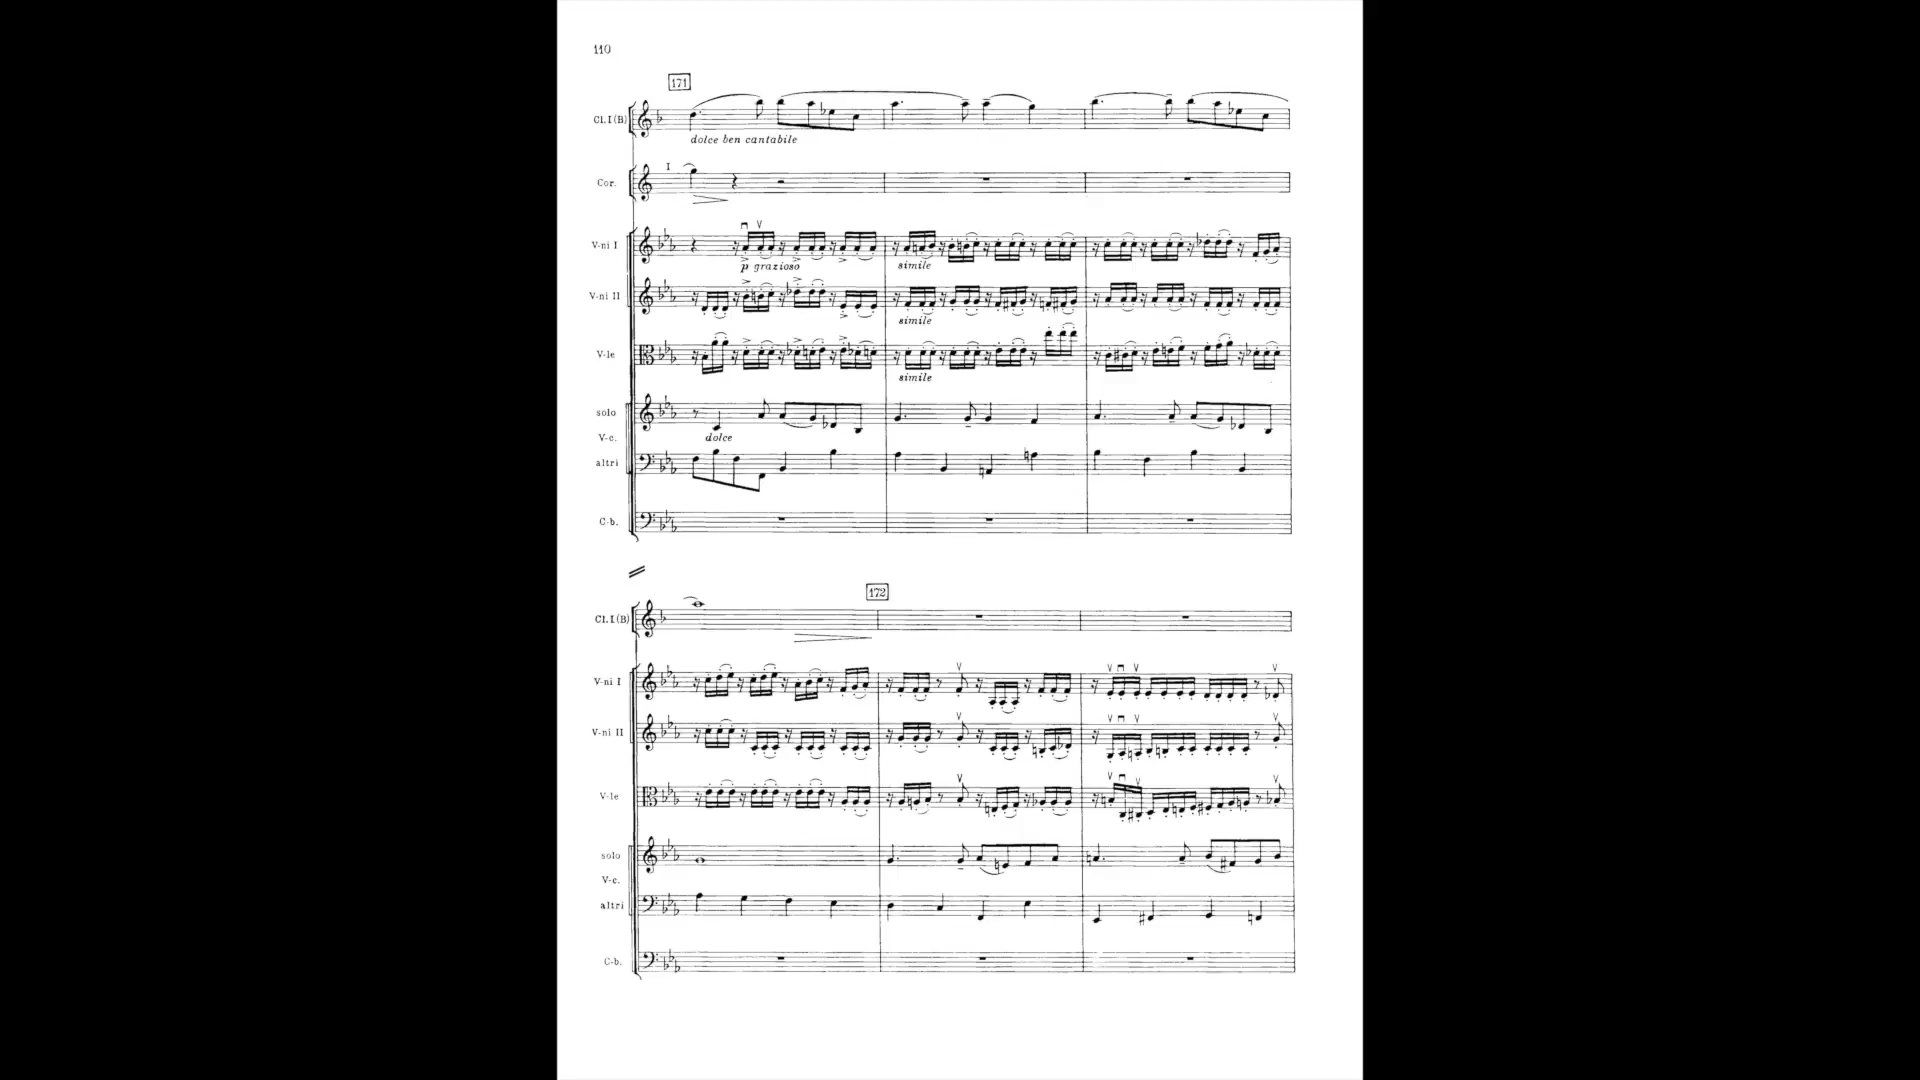 110
171
Cl.I(B)
dolce ben cantabile
I
Cor.
V-ni I
p grazioso
simile
V-ni II
simile
V-le
simile
solo
dolce
V-c.
altri
C-b.
172
Cl.I(B)
V-ni I
V-ni II
V-le
solo
V-c.
altri
C-b.